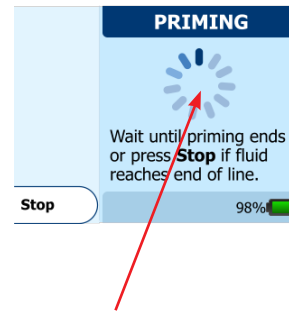 PRIMING
Wait until priming ends
or press Stop if fluid
reaches end of line.
Stop
98%